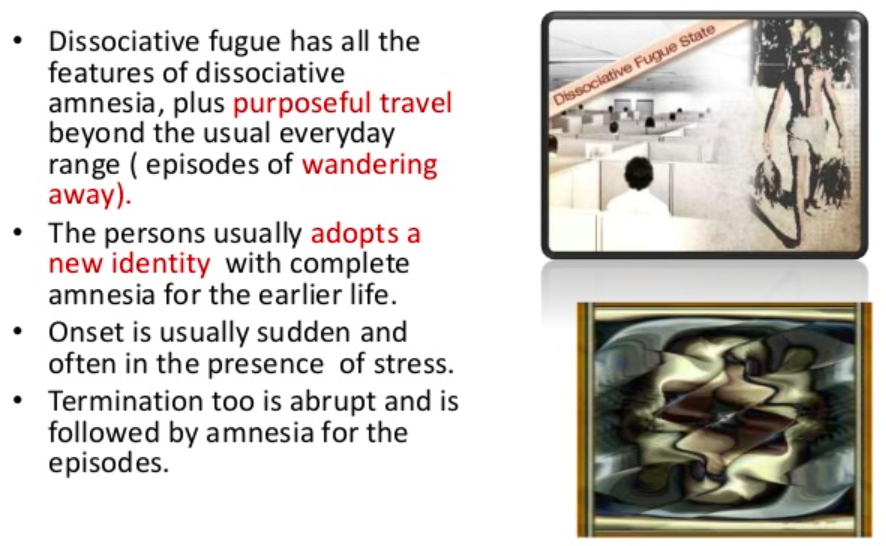 • Dissociative fugue has all the
features of dissociative
amnesia, plus purposeful travel
beyond the usual everyday
range ( episodes of wandering
away).
• The persons usually adopts a
new identity with complete
amnesia for the earlier life.
• Onset is usually sudden and
often in the presence of stress.
• Termination too is abrupt and is
followed by amnesia for the
episodes.
Dissociative Fugue State